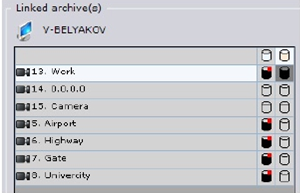 Linked archive(s)
V-BELYAKOV
13. Work
14. 0.0.0.0
15. Camera
5. Airport
6. Highway
7. Gate
8. Univercity